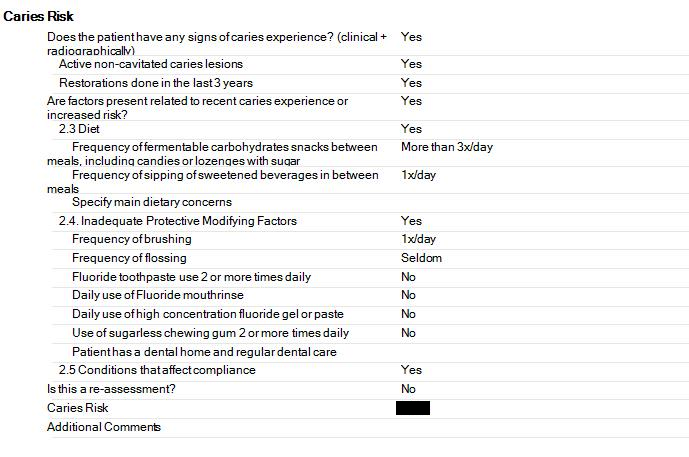 Caries Risk
Does the patient have any signs of caries experience? (clinical + Yes
radiographically)
Active non-cavitated caries lesions Yes
Restorations done in the last 3 years Yes
Are factors present related to recent caries experience or Yes
increased risk?
2.3 Diet Yes
Frequency of fermentable carbohydrates snacks between More than 3x/day
meals, including candies or lozenges with sugar
Frequency of sipping of sweetened beverages in between 1x/day
meals
Specify main dietary concerns
2.4. Inadequate Protective Modifying Factors Yes
Frequency of brushing 1x/day
Frequency of flossing Seldom
Fluoride toothpaste use 2 or more times daily No
Daily use of Fluoride mouthrinse No
Daily use of high concentration fluoride gel or paste No
Use of sugarless chewing gum 2 or more times daily No
Patient has a dental home and regular dental care
2.5 Conditions that affect compliance Yes
Is this a re-assessment? No
Caries Risk
Additional Comments